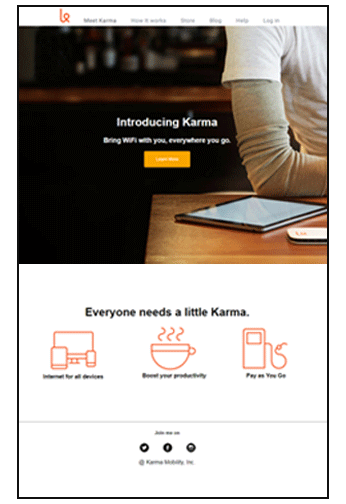 Meet Karma How it works Store Blog Help Log in
Introducing Karma
Bring WiFi with you, everywhere you go.
Learn More
Everyone needs a little Karma.
Internet for all devices Boost your productivity Pay as You Go
Join me on
@ Karma Mobility, Inc.